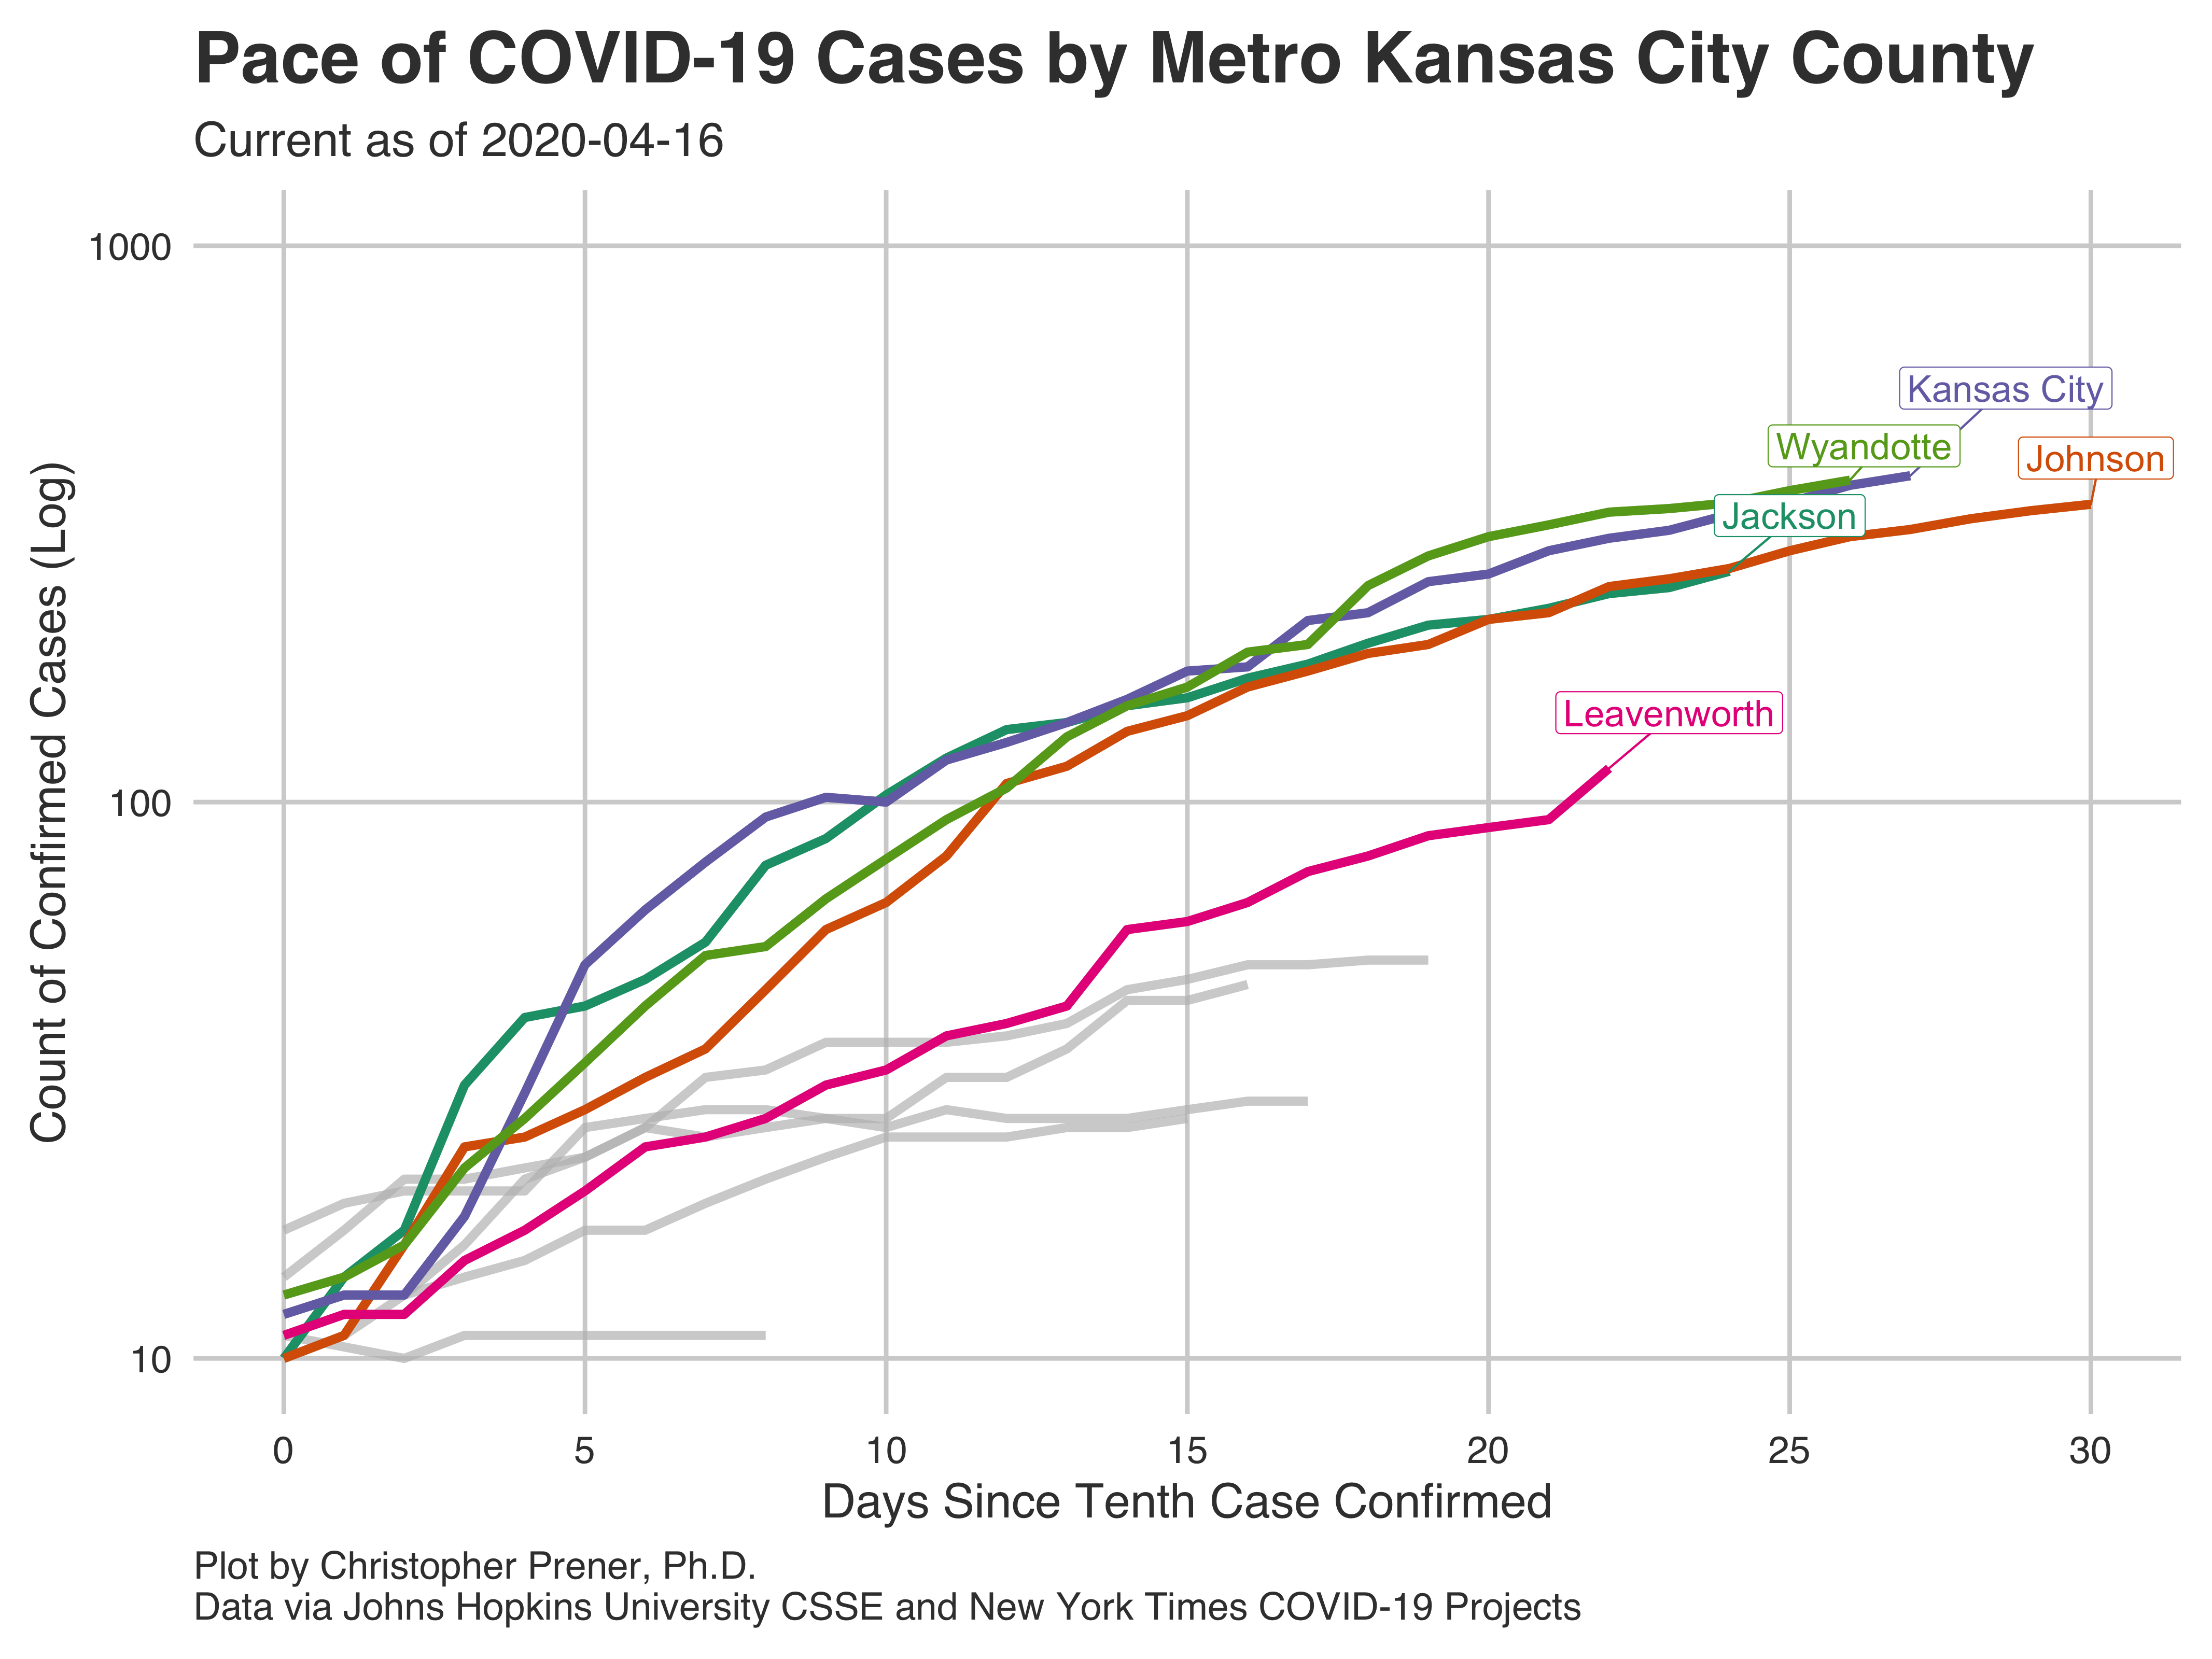 Pace of COVID-19 Cases by Metro Kansas City County
Current as of 2020-04-16
Count of Confirmed Cases (Log)
1000
100
10
Kansas City
Wyandotte
Johnson
Jackson
Leavenworth
0 5 10 15 20 25 30
Days Since Tenth Case Confirmed
Plot by Christopher Prener, Ph.D.
Data via Johns Hopkins University CSSE and New York Times COVID-19 Projects